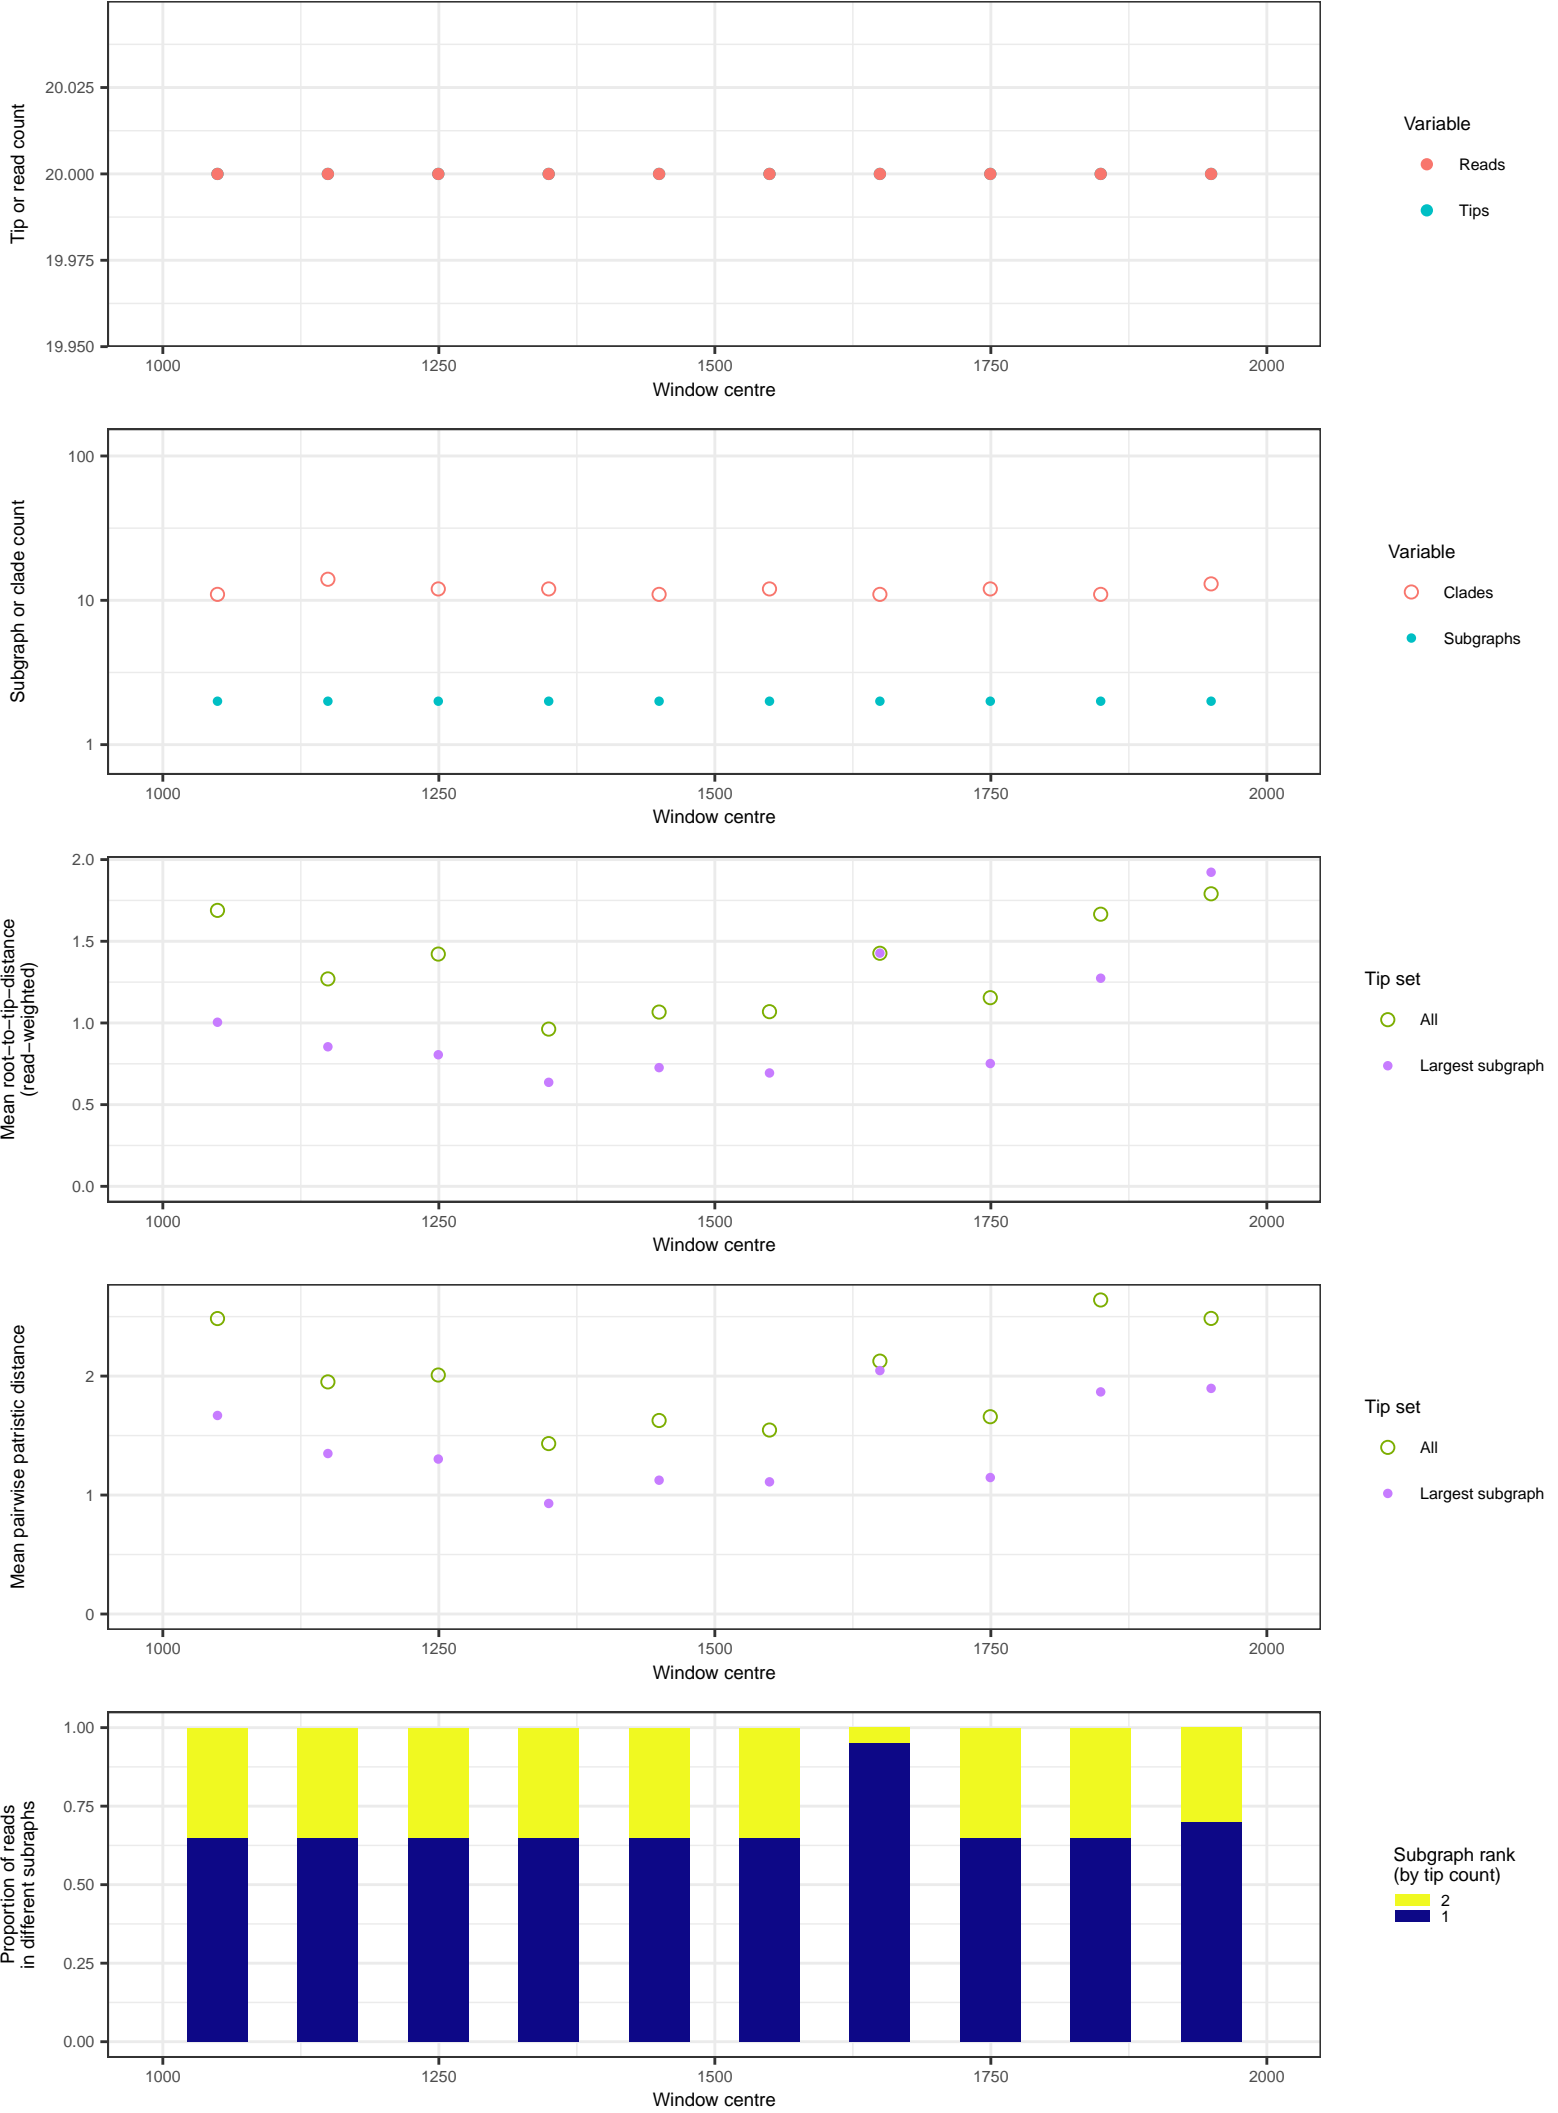 Tip or read count
20.025
20.000
19.975
19.950
1000
1250
1500
1750
2000
Window centre
Variable
Reads
Tips
Subgraph or clade count
100
10
1
1000
1250
1500
1750
2000
Window centre
Variable
Clades
Subgraphs
Mean root−to−tip−distance
(read−weighted)
2.0
1.5
1.0
0.5
0.0
1000
1250
1500
1750
2000
Window centre
Tip set
All
Largest subgraph
Mean pairwise patristic distance
2
1
0
1000
1250
1500
1750
2000
Window centre
Tip set
All
Largest subgraph
Proportion of reads
in different subraphs
1.00
0.75
0.50
0.25
0.00
1000
1250
1500
1750
2000
Window centre
Subgraph rank
(by tip count)
2
1